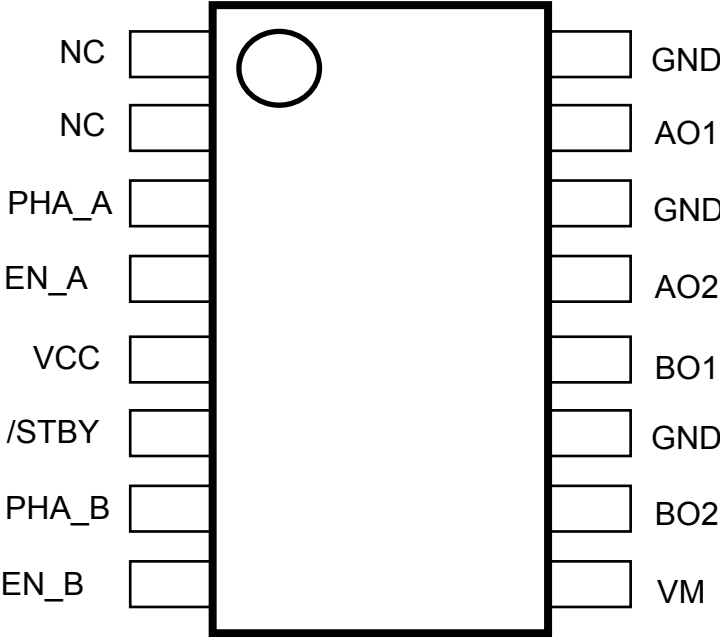 NC
GND
NC
AO1
PHA_A
GND
EN_A
AO2
VCC
BO1
/STBY
GND
PHA_B
BO2
EN_B
VM